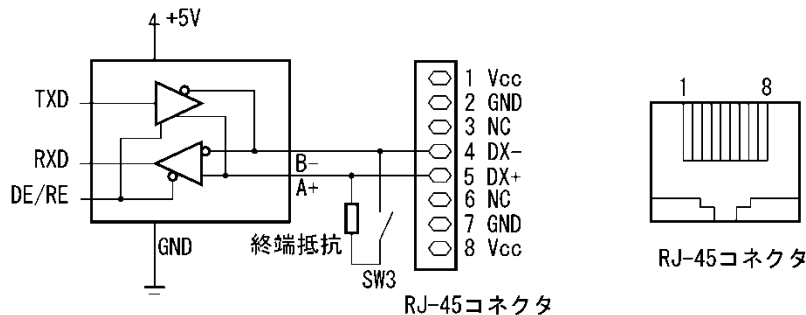 +5V
TXD
RXD
DE/RE
GND
B-
A+
終端抵抗
SW3
1 Vcc
2 GND
3 NC
4 DX-
5 DX+
6 NC
7 GND
8 Vcc
RJ-45コネクタ
1 8
RJ-45コネクタ